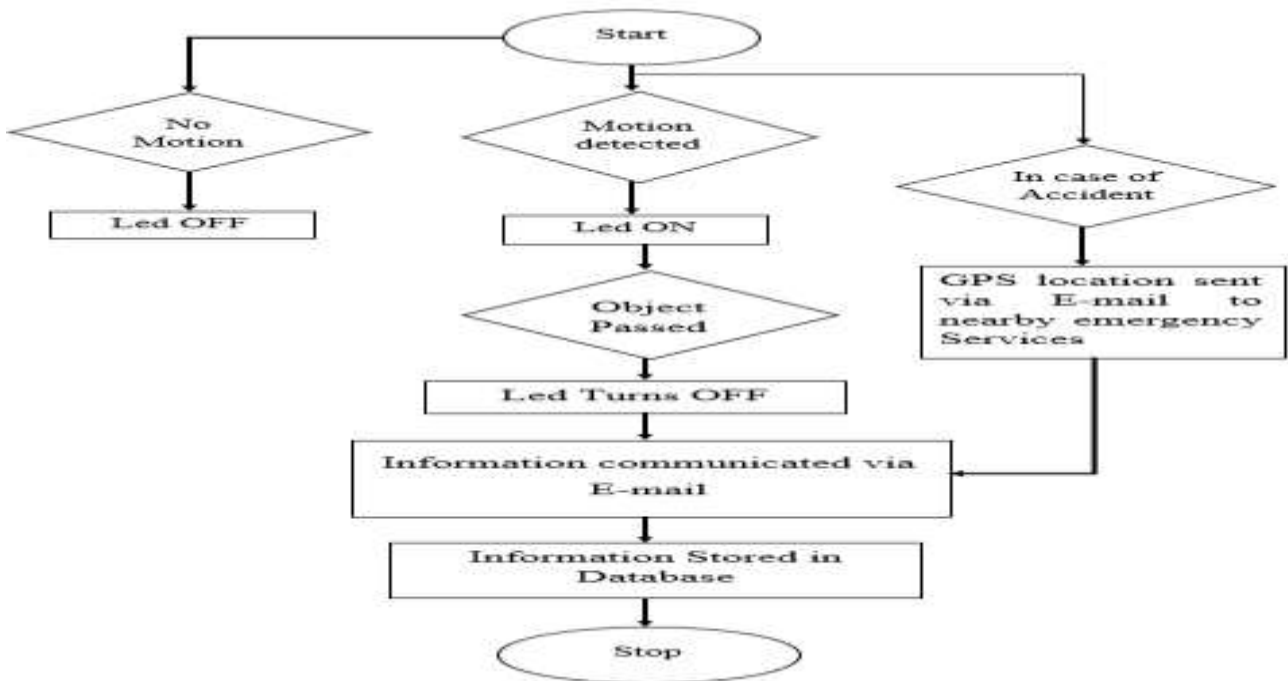 Start
No
Motion
Motion
detected
In case of
Accident
Led OFF
Led ON
GPS location sent
via E-mail to
nearby emergency
Services
Object
Passed
Led Turns OFF
Information communicated via
E-mail
Information Stored in
Database
Stop